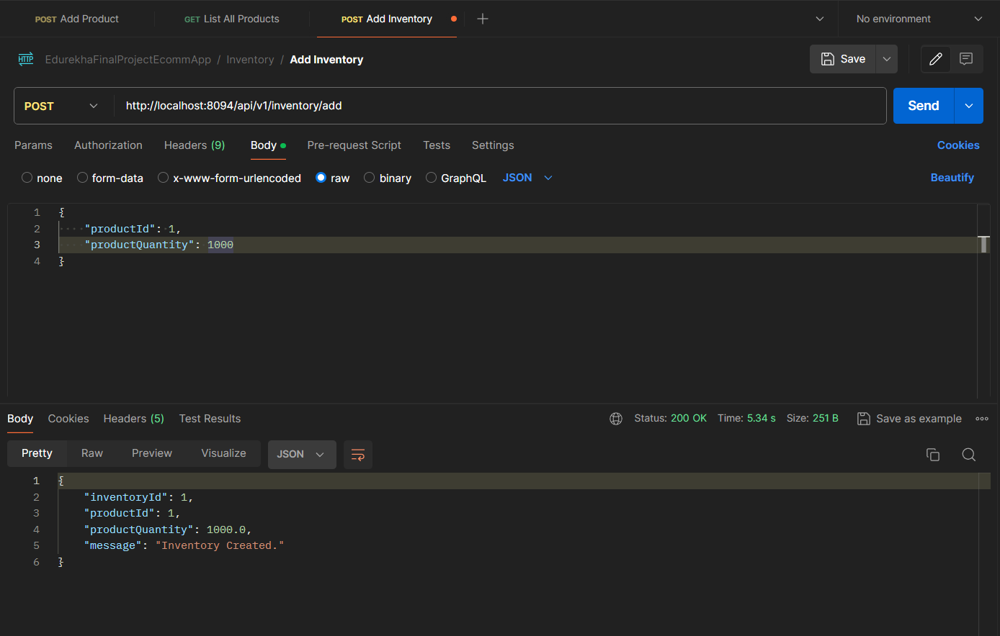 POST Add Product GET List All Products POST Add Inventory No environment
HTTP EdurekhaFinalProjectEcommApp / Inventory / Add Inventory Save
POST http://localhost:8094/api/v1/inventory/add Send
Params Authorization Headers (9) Body Pre-request Script Tests Settings Cookies
none form-data x-www-form-urlencoded raw binary GraphQL JSON Beautify
1 {
2 "productId": 1,
3 "productQuantity": 1000
4 }
Body Cookies Headers (5) Test Results Status: 200 OK Time: 5.34 s Size: 251 B Save as example
Pretty Raw Preview Visualize JSON
1 {
2 "inventoryId": 1,
3 "productId": 1,
4 "productQuantity": 1000.0,
5 "message": "Inventory Created."
6 }